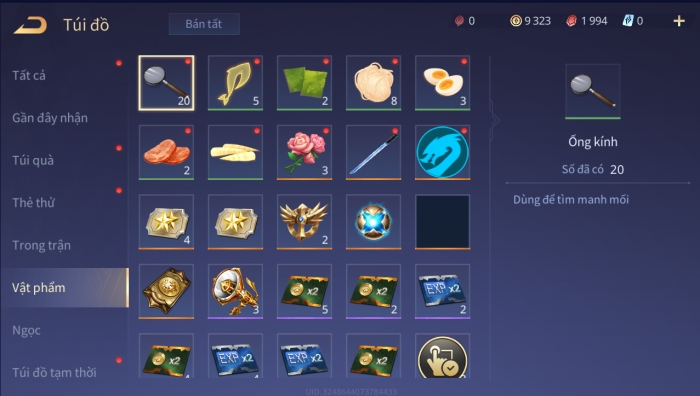 Túi đồ
Bán tất
0
9 323
1 994
0
+
Tất cả
Gần đây nhận
Túi quà
Thẻ thử
Trong trận
Vật phẩm
Ngọc
Túi đồ tạm thời
20
5
2
8
3
2
3
4
2
3
x2
5
x2
2
EXP x2
2
x2
EXP x2
EXP x2
x2
Ống kính
Số đã có 20
Dùng để tìm manh mối